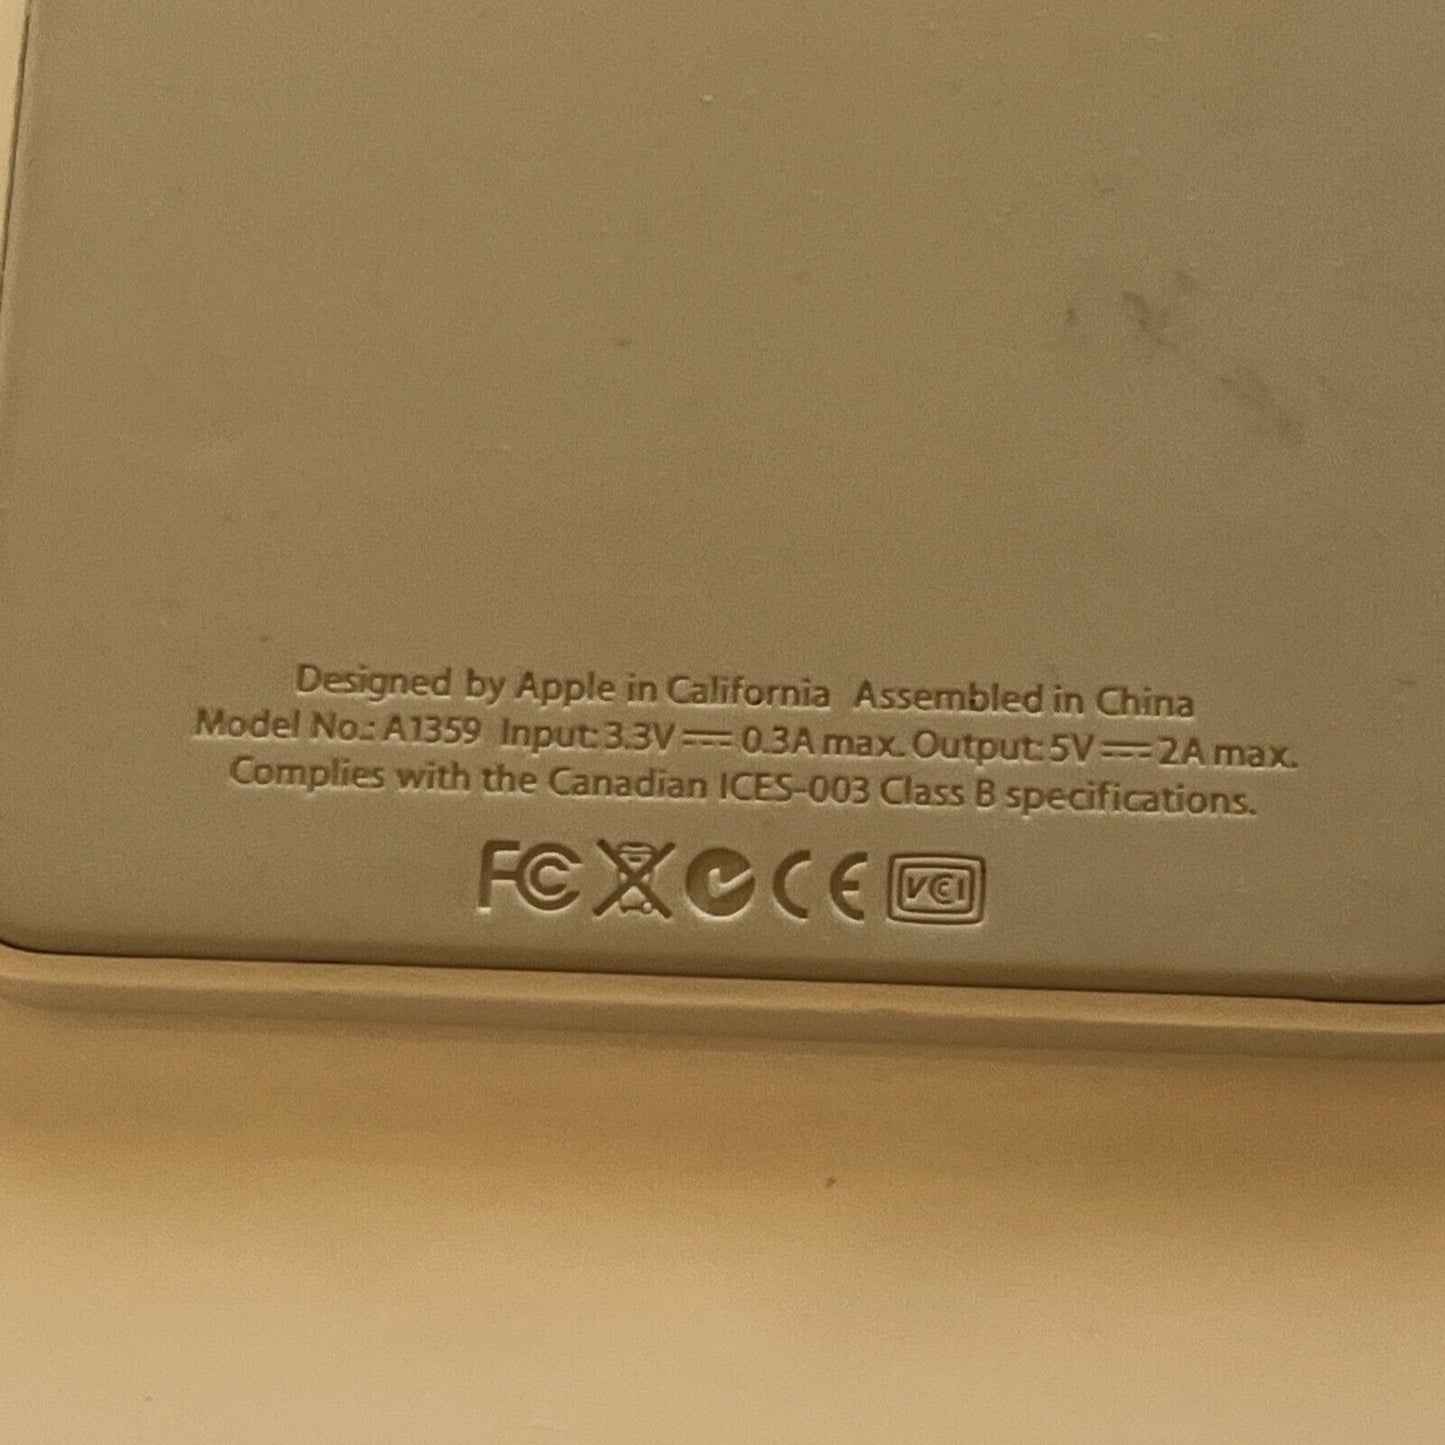 Designed by Apple in California  Assembled in China
Model No.: A1359  Input: 3.3V ⎓ 0.3A max. Output: 5V ⎓ 2A max.
Complies with the Canadian ICES-003 Class B specifications.
FC CE VCI